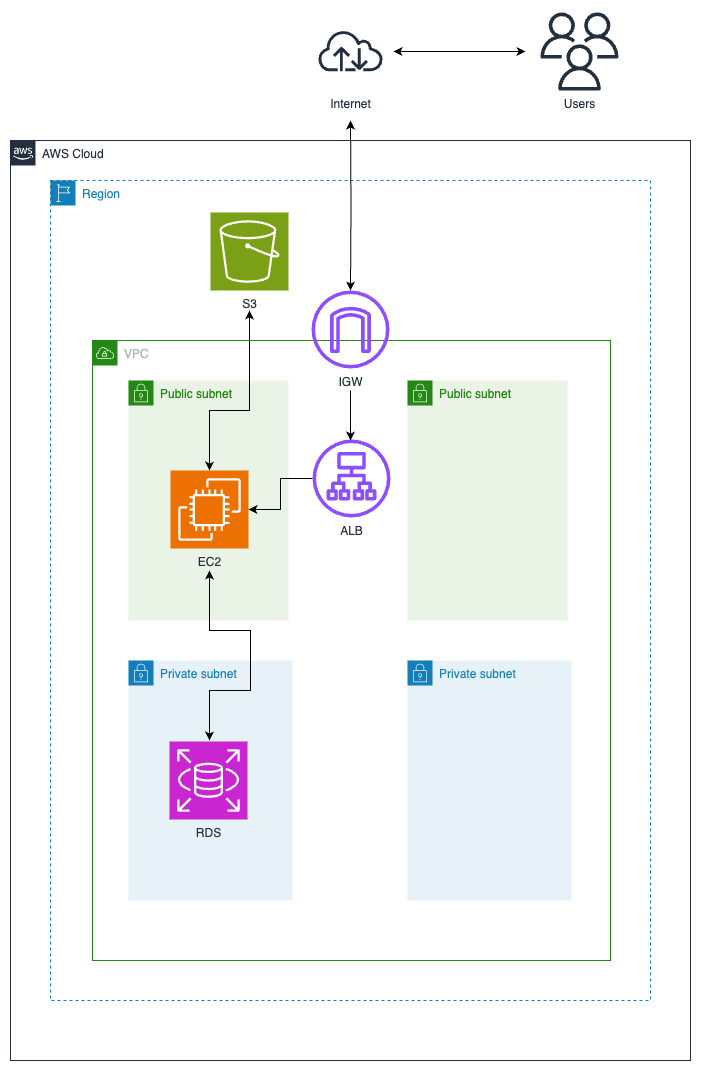 Internet
Users
aws
AWS Cloud
Region
S3
VPC
IGW
Public subnet
Public subnet
ALB
EC2
Private subnet
Private subnet
RDS